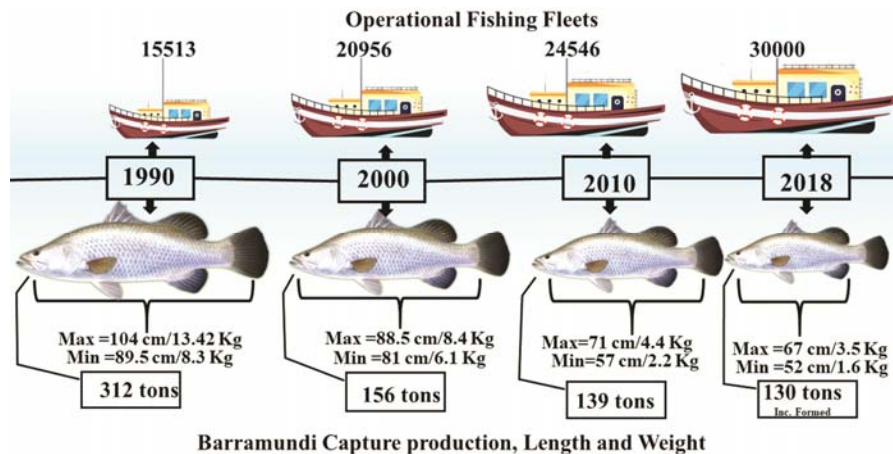 Operational Fishing Fleets
15513
20956
24546
30000
1990
2000
2010
2018
Max =104 cm/13.42 Kg
Min =89.5 cm/8.3 Kg
312 tons
Max =88.5 cm/8.4 Kg
Min =81 cm/6.1 Kg
156 tons
Max=71 cm/4.4 Kg
Min=57 cm/2.2 Kg
139 tons
Max =67 cm/3.5 Kg
Min =52 cm/1.6 Kg
130 tons
Inc. Formed
Barramundi Capture production, Length and Weight